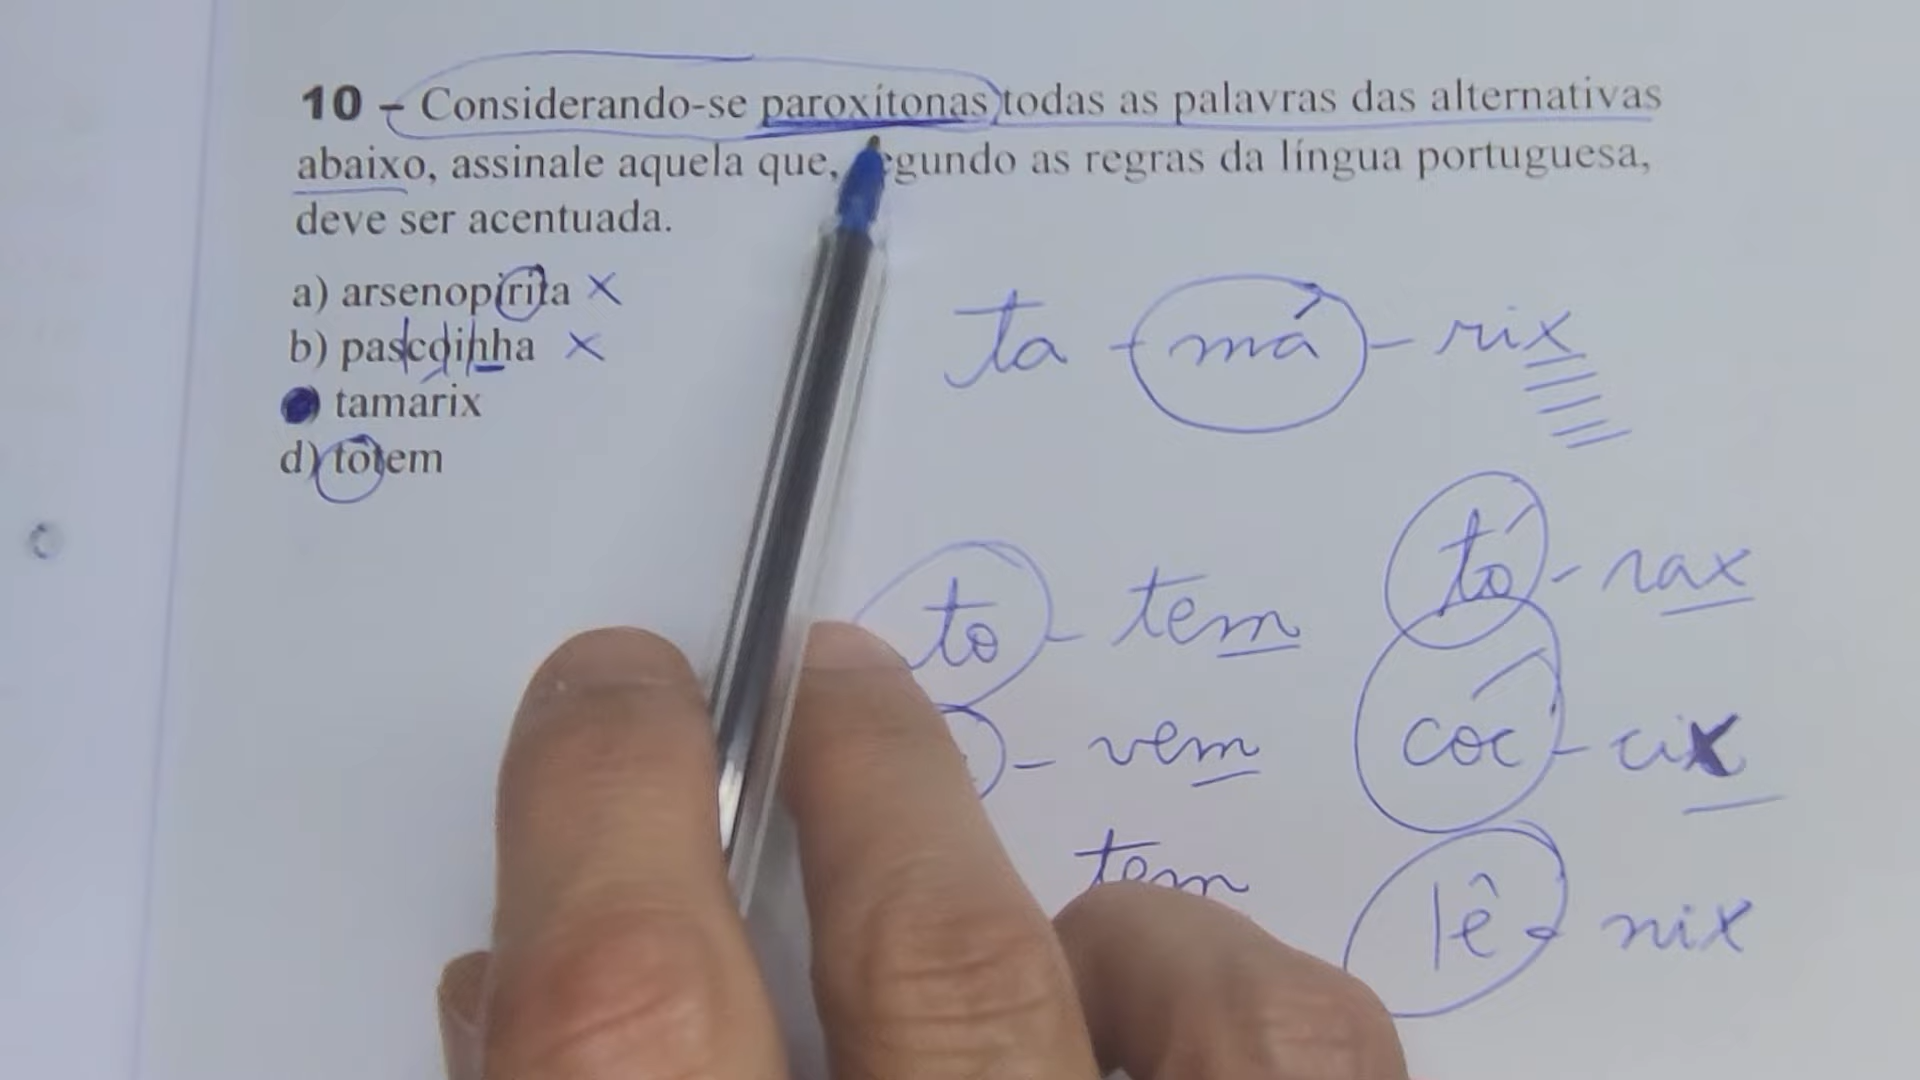 10 – Considerando-se paroxítonas todas as palavras das alternativas
abaixo, assinale aquela que, segundo as regras da língua portuguesa,
deve ser acentuada.
a) arsenopirita X
b) pascoinha X
) tamarix
d) totem
ta - má - rix
to - tem
- vem
tem
tó - rax
cóc - cix
lê - nix